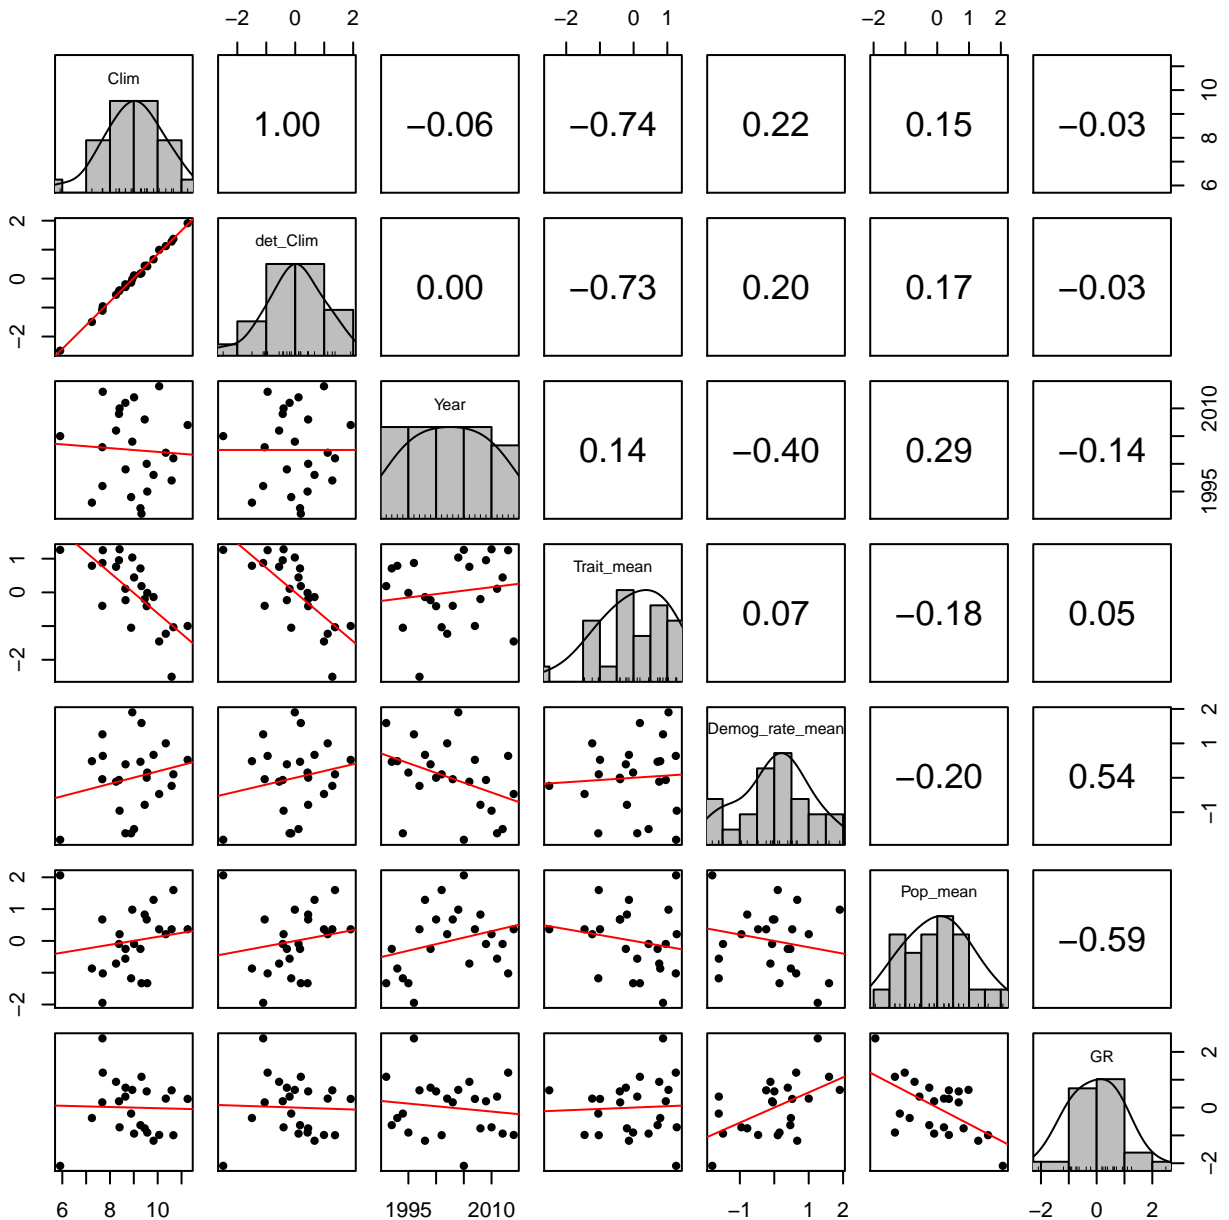 −2 0 2 0 1 −2 0 2
−2
Clim
1.00 −0.06 −0.74 0.22 0.15 −0.03
6 8 10
−2 0 2
det_Clim
0.00 −0.73 0.20 0.17 −0.03
Year
0.14 −0.40 0.29 −0.14
1995 2010
−2 0 1
Trait_mean
0.07 −0.18 0.05
Demog_rate_mean
−0.20 0.54
−1 1 2
−2 0 1 2
Pop_mean
−0.59
GR
−2 0 2
6 8 10 1995 2010 −1 1 2 −2 0 2